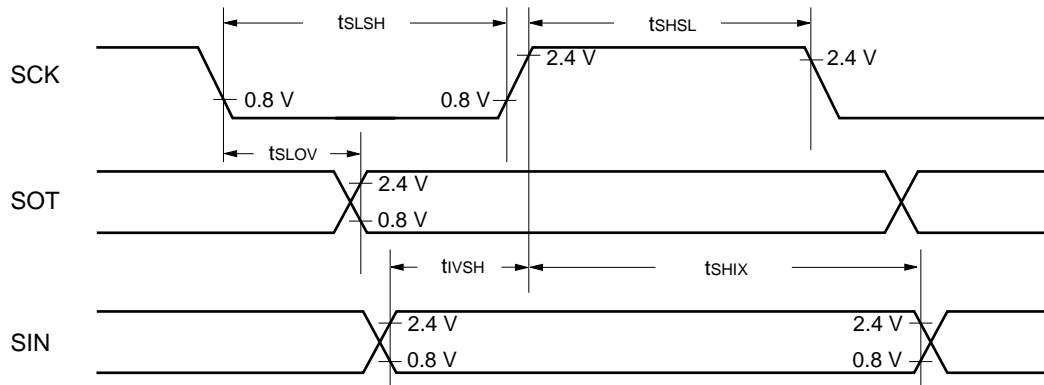 tSLSH tSHSL
SCK 2.4 V 2.4 V
0.8 V 0.8 V
tSLOV
SOT 2.4 V
0.8 V
tIVSH tSHIX
SIN 2.4 V 2.4 V
0.8 V 0.8 V